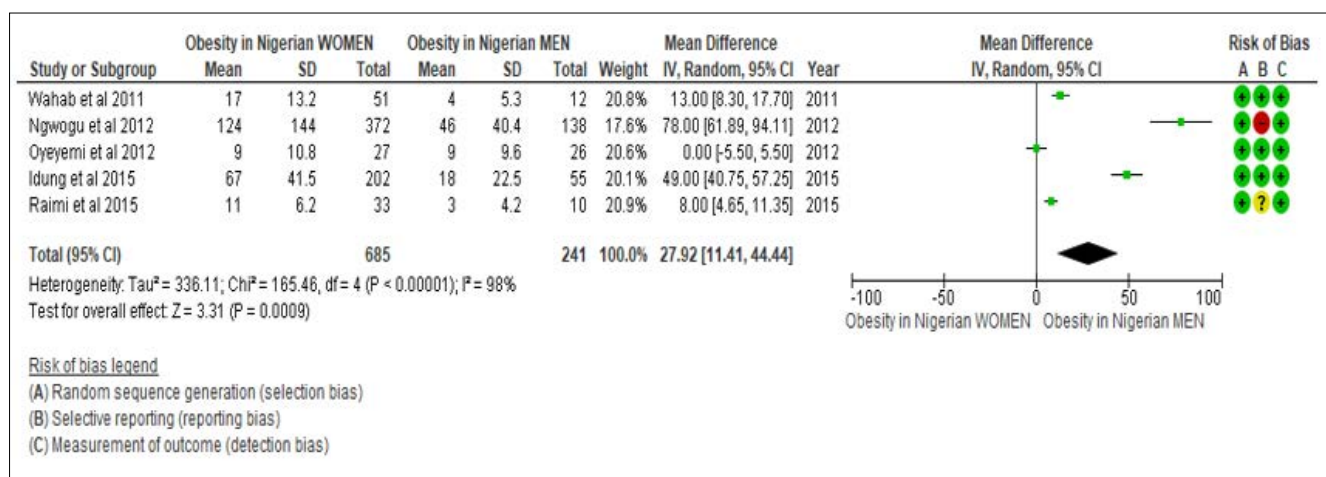 Obesity in Nigerian WOMEN Obesity in Nigerian MEN Mean Difference Mean Difference Risk of Bias
Study or Subgroup Mean SD Total Mean SD Total Weight IV, Random, 95% CI Year IV, Random, 95% CI A B C
Wahab et al 2011 17 13.2 51 4 5.3 12 20.8% 13.00 [8.30, 17.70] 2011 + + +
Ngwogu et al 2012 124 144 372 46 40.4 138 17.6% 78.00 [61.89, 94.11] 2012 + - +
Oyeyemi et al 2012 9 10.8 27 9 9.6 26 20.6% 0.00 [-5.50, 5.50] 2012 + + +
Idung et al 2015 67 41.5 202 18 22.5 55 20.1% 49.00 [40.75, 57.25] 2015 + + +
Raimi et al 2015 11 6.2 33 3 4.2 10 20.9% 8.00 [4.65, 11.35] 2015 + ? +
Total (95% CI) 685 241 100.0% 27.92 [11.41, 44.44]
Heterogeneity: Tau² = 336.11; Chi² = 165.46, df = 4 (P < 0.00001); I² = 98%
Test for overall effect: Z = 3.31 (P = 0.0009)
-100 -50 0 50 100
Obesity in Nigerian WOMEN Obesity in Nigerian MEN
Risk of bias legend
(A) Random sequence generation (selection bias)
(B) Selective reporting (reporting bias)
(C) Measurement of outcome (detection bias)